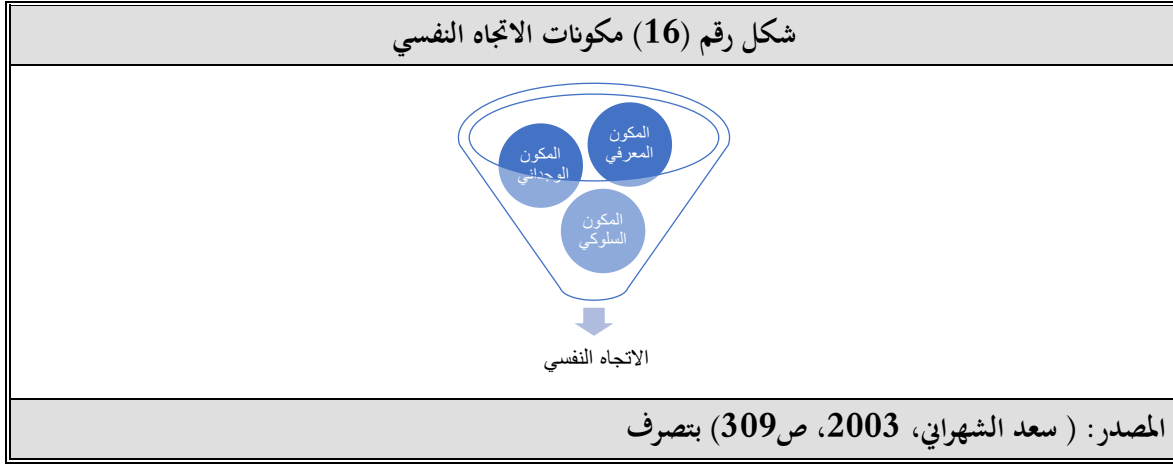 شكل رقم (16) مكونات الاتجاه النفسي
المكون
المعرفي
المكون
الوجداني
المكون
السلوكي
الاتجاه النفسي
المصدر: ( سعد الشهراني، 2003، ص309) بتصرف